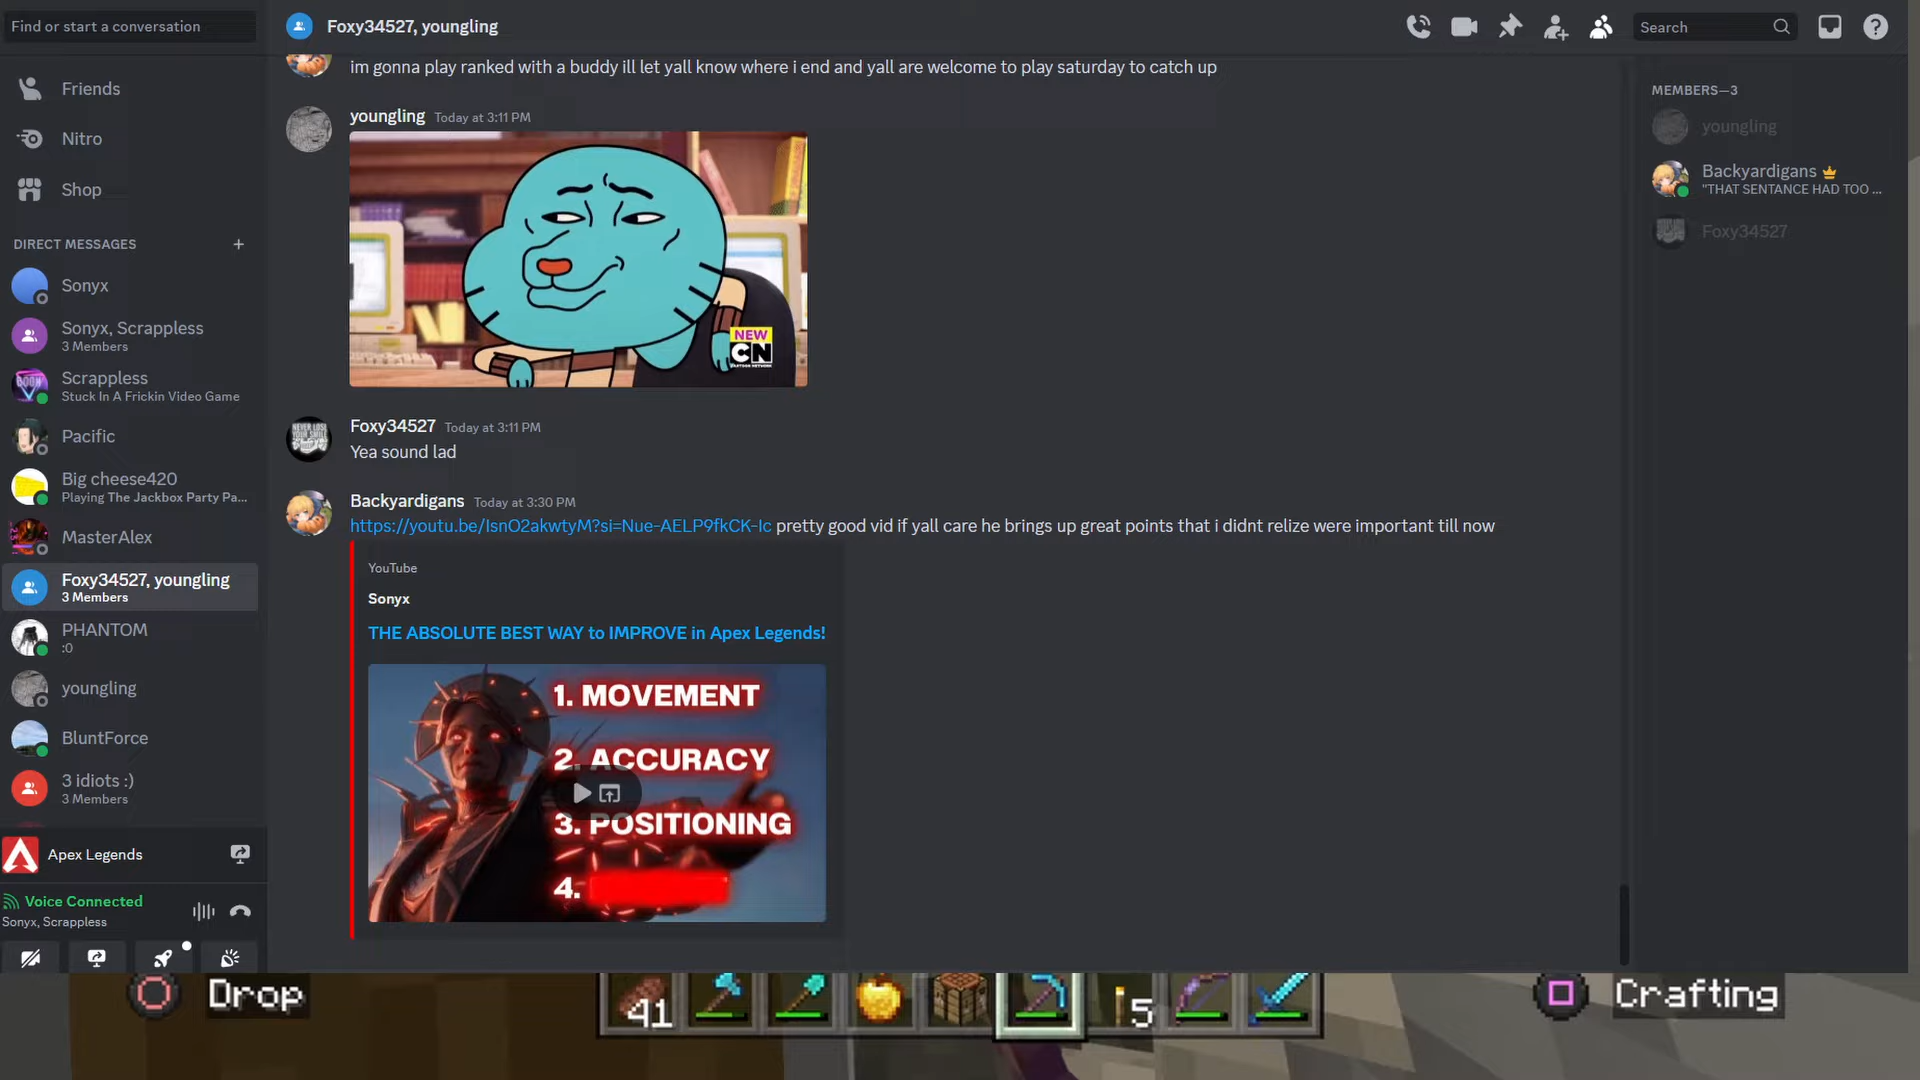 Find or start a conversation
Friends
Nitro
Shop
DIRECT MESSAGES
Sonyx
Sonyx, Scrappless
3 Members
Scrappless
Stuck In A Frickin Video Game
Pacific
Big cheese420
Playing The Jackbox Party Pa...
MasterAlex
Foxy34527, youngling
3 Members
PHANTOM
:0
youngling
BluntForce
3 idiots :)
3 Members
Apex Legends
Voice Connected
Sonyx, Scrappless
Foxy34527, youngling
Search
im gonna play ranked with a buddy ill let yall know where i end and yall are welcome to play saturday to catch up
youngling Today at 3:11 PM
NEW
CN
CARTOON NETWORK
Foxy34527 Today at 3:11 PM
NEVER LOSE
YOUR SMILE
Yea sound lad
Backyardigans Today at 3:30 PM
https://youtu.be/IsnO2akwtyM?si=Nue-AELP9fkCK-Ic pretty good vid if yall care he brings up great points that i didnt relize were important till now
YouTube
Sonyx
THE ABSOLUTE BEST WAY to IMPROVE in Apex Legends!
1. MOVEMENT
2. ACCURACY
3. POSITIONING
4.
MEMBERS—3
youngling
Backyardigans
"THAT SENTANCE HAD TOO ...
Foxy34527
Drop
41
5
Crafting